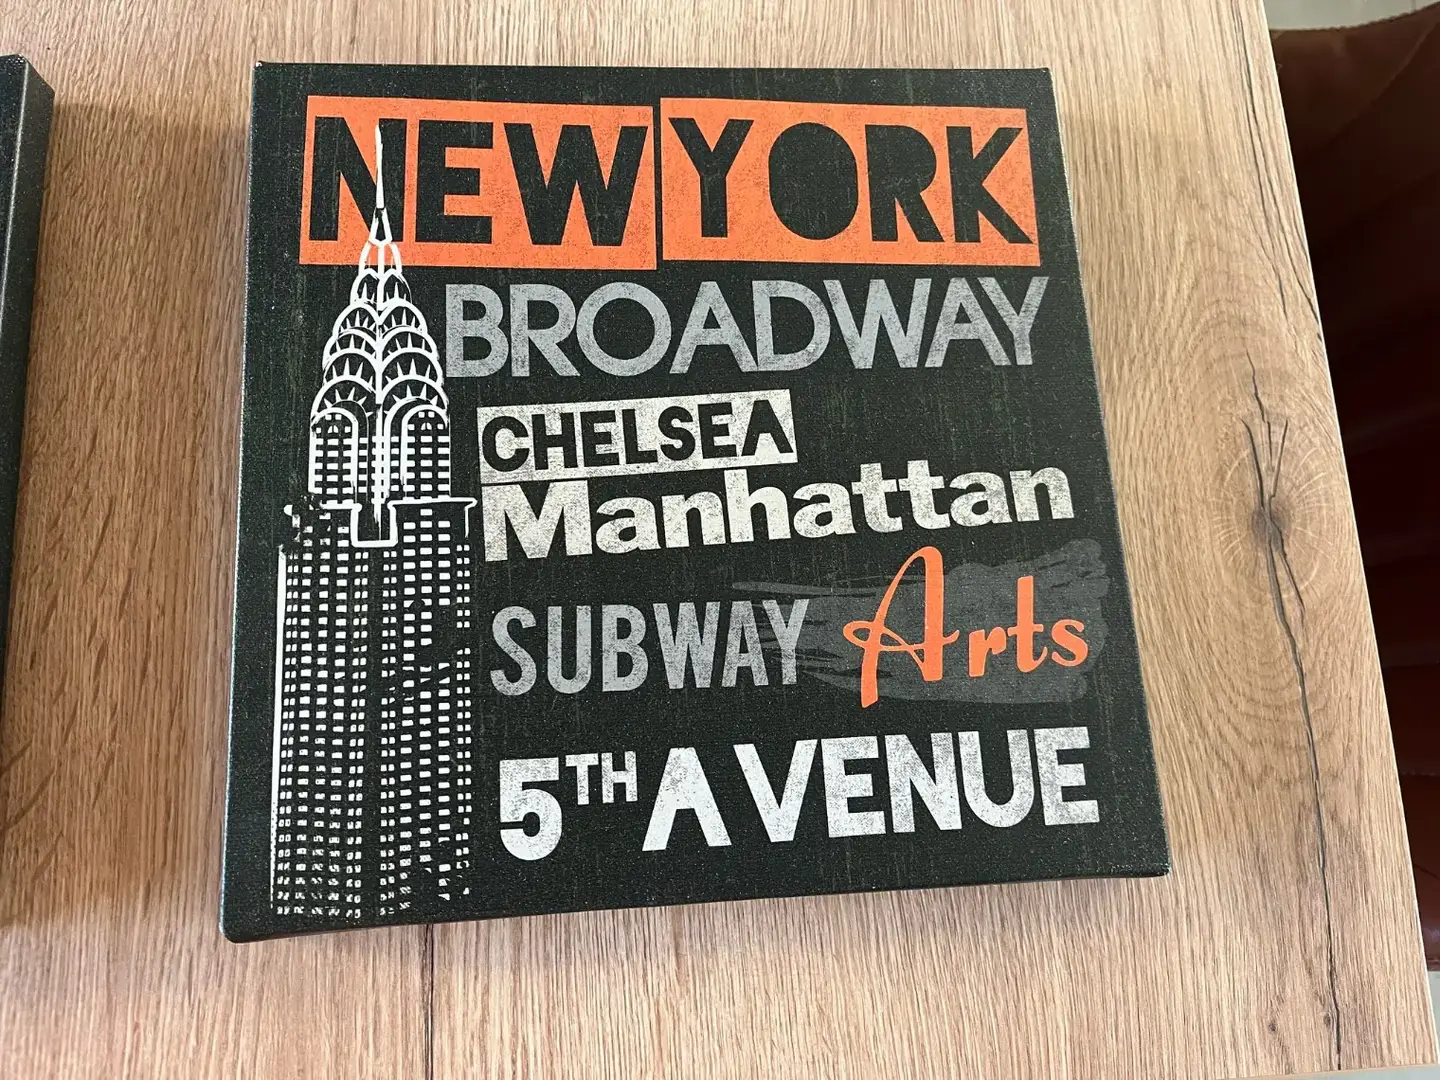 NEW YORK
BROADWAY
CHELSEA
Manhattan
SUBWAY Arts
5TH AVENUE